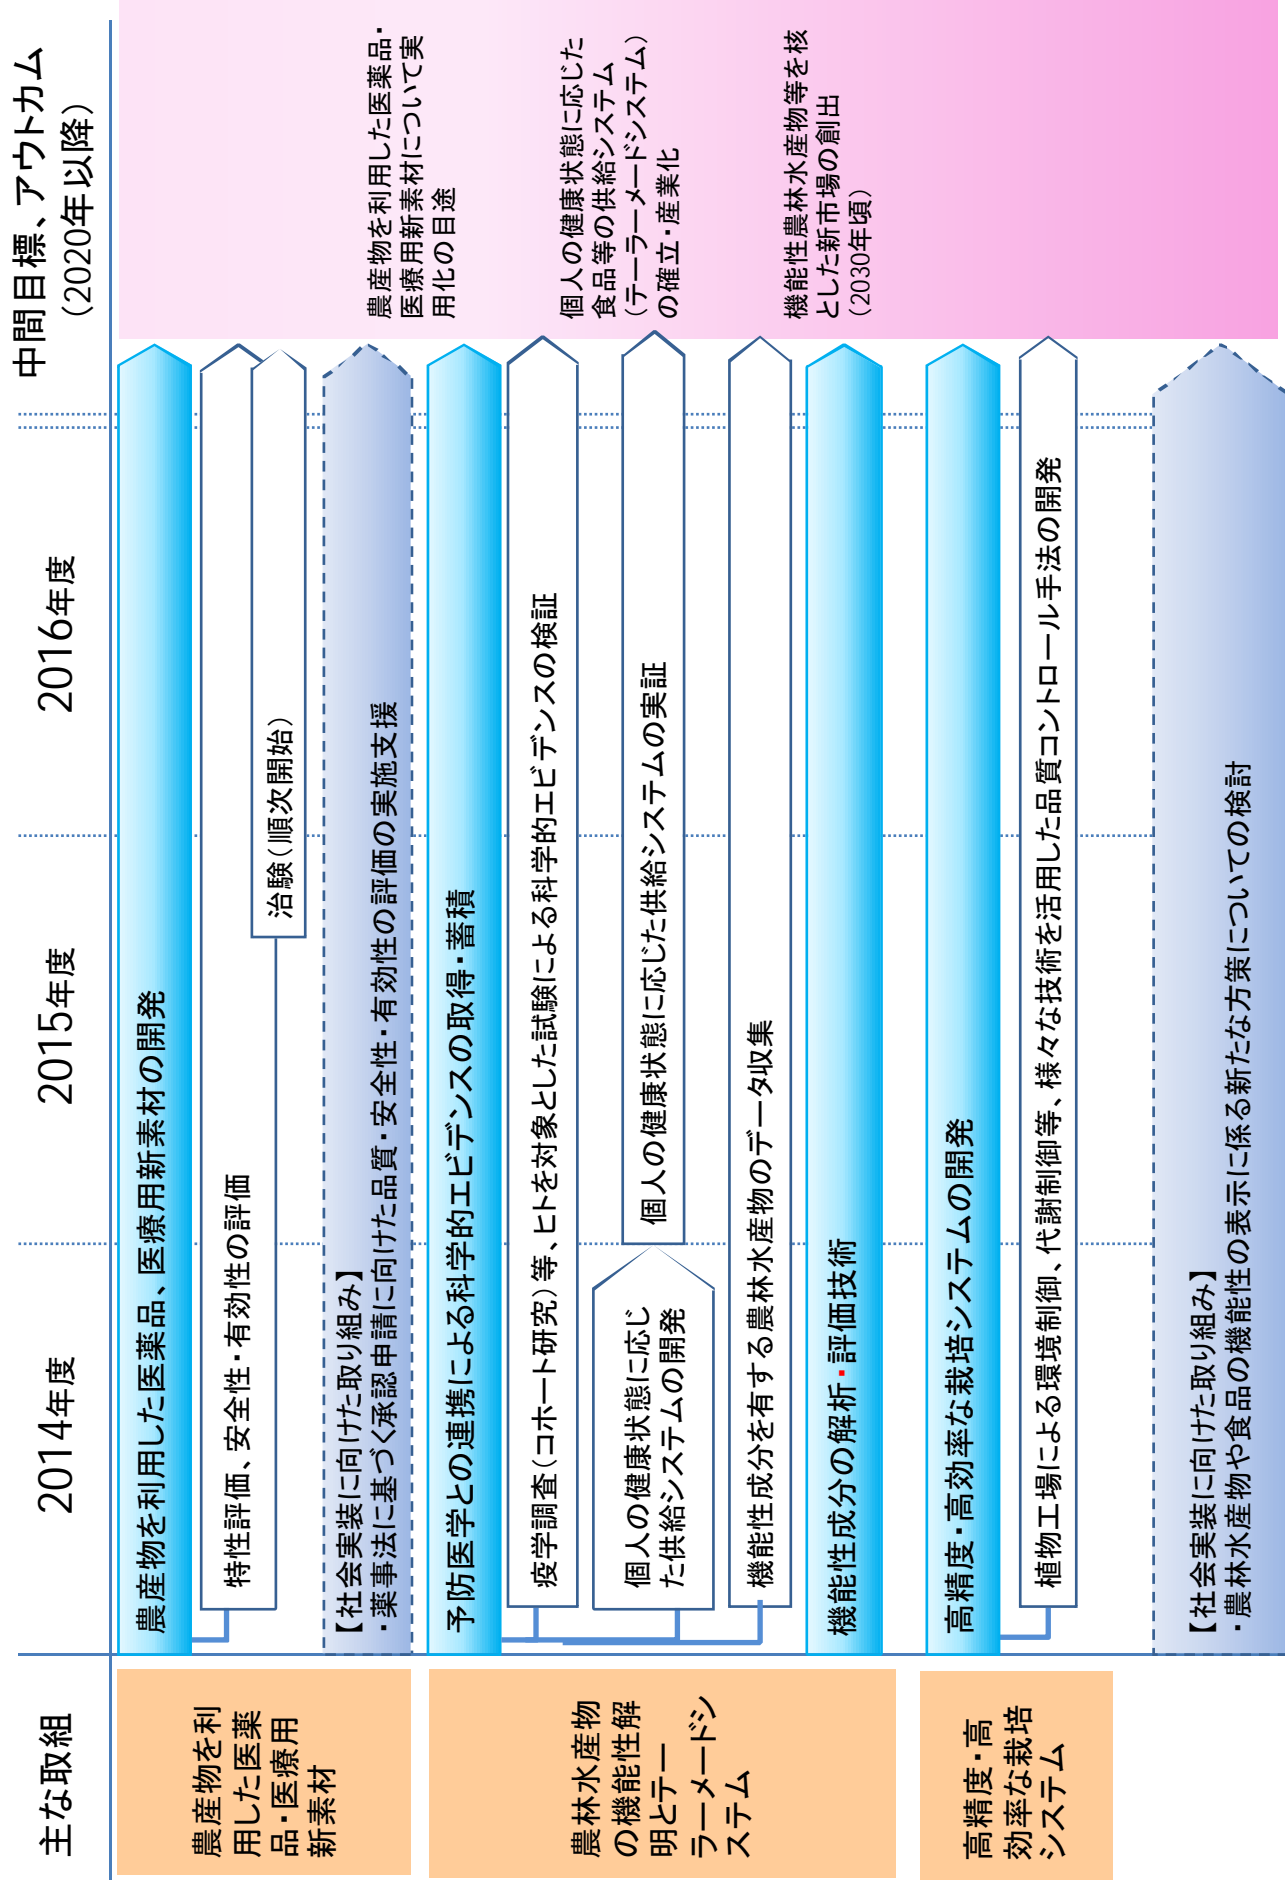 主な取組
2014年度
2015年度
2016年度
中間目標、アウトカム
（2020年以降）
農産物を利
用した医薬
品・医療用
新素材
農産物を利用した医薬品、医療用新素材の開発
特性評価、安全性・有効性の評価
治験（順次開始）
【社会実装に向けた取り組み】
・薬事法に基づく承認申請に向けた品質・安全性・有効性の評価の実施支援
農産物を利用した医薬品・
医療用新素材について実
用化の目途
農林水産物
の機能性解
明とテー
ラーメードシ
ステム
予防医学との連携による科学的エビデンスの取得・蓄積
疫学調査（コホート研究）等、ヒトを対象とした試験による科学的エビデンスの検証
個人の健康状態に応じ
た供給システムの開発
個人の健康状態に応じた供給システムの実証
機能性成分を有する農林水産物のデータ収集
機能性成分の解析・評価技術
個人の健康状態に応じた
食品等の供給システム
（テーラーメードシステム）
の確立・産業化
機能性農林水産物等を核
とした新市場の創出
（2030年頃）
高精度・高
効率な栽培
システム
高精度・高効率な栽培システムの開発
植物工場による環境制御、代謝制御等、様々な技術を活用した品質コントロール手法の開発
【社会実装に向けた取り組み】
・農林水産物や食品の機能性の表示に係る新たな方策についての検討